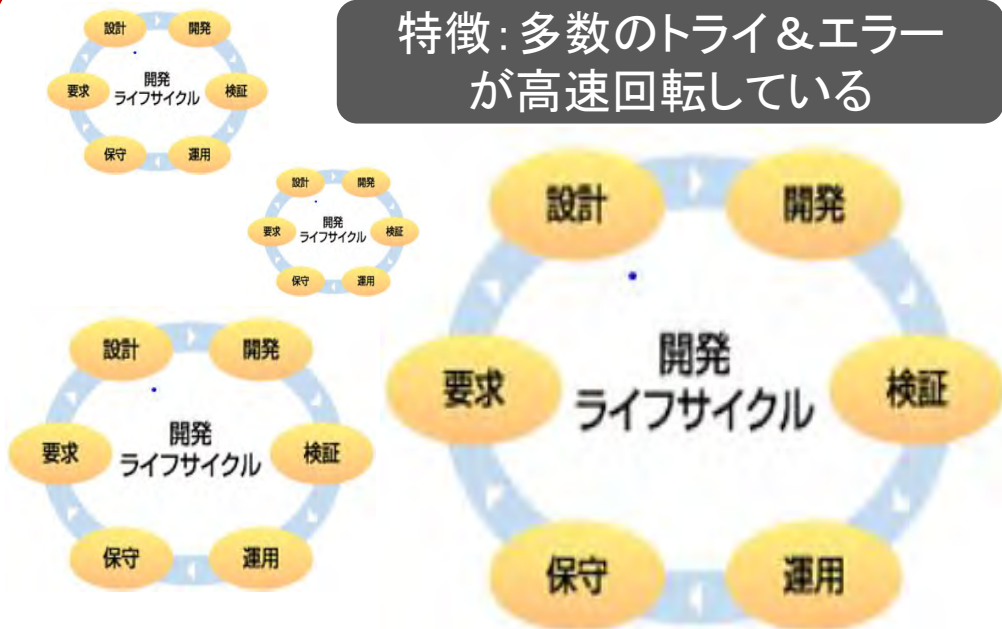 特徴：多数のトライ＆エラー
が高速回転している
設計 開発
要求 開発 検証
ライフサイクル
保守 運用
設計 開発
要求 開発 検証
ライフサイクル
保守 運用
設計 開発
要求 開発 検証
ライフサイクル
保守 運用
設計 開発
要求 開発 検証
ライフサイクル
保守 運用